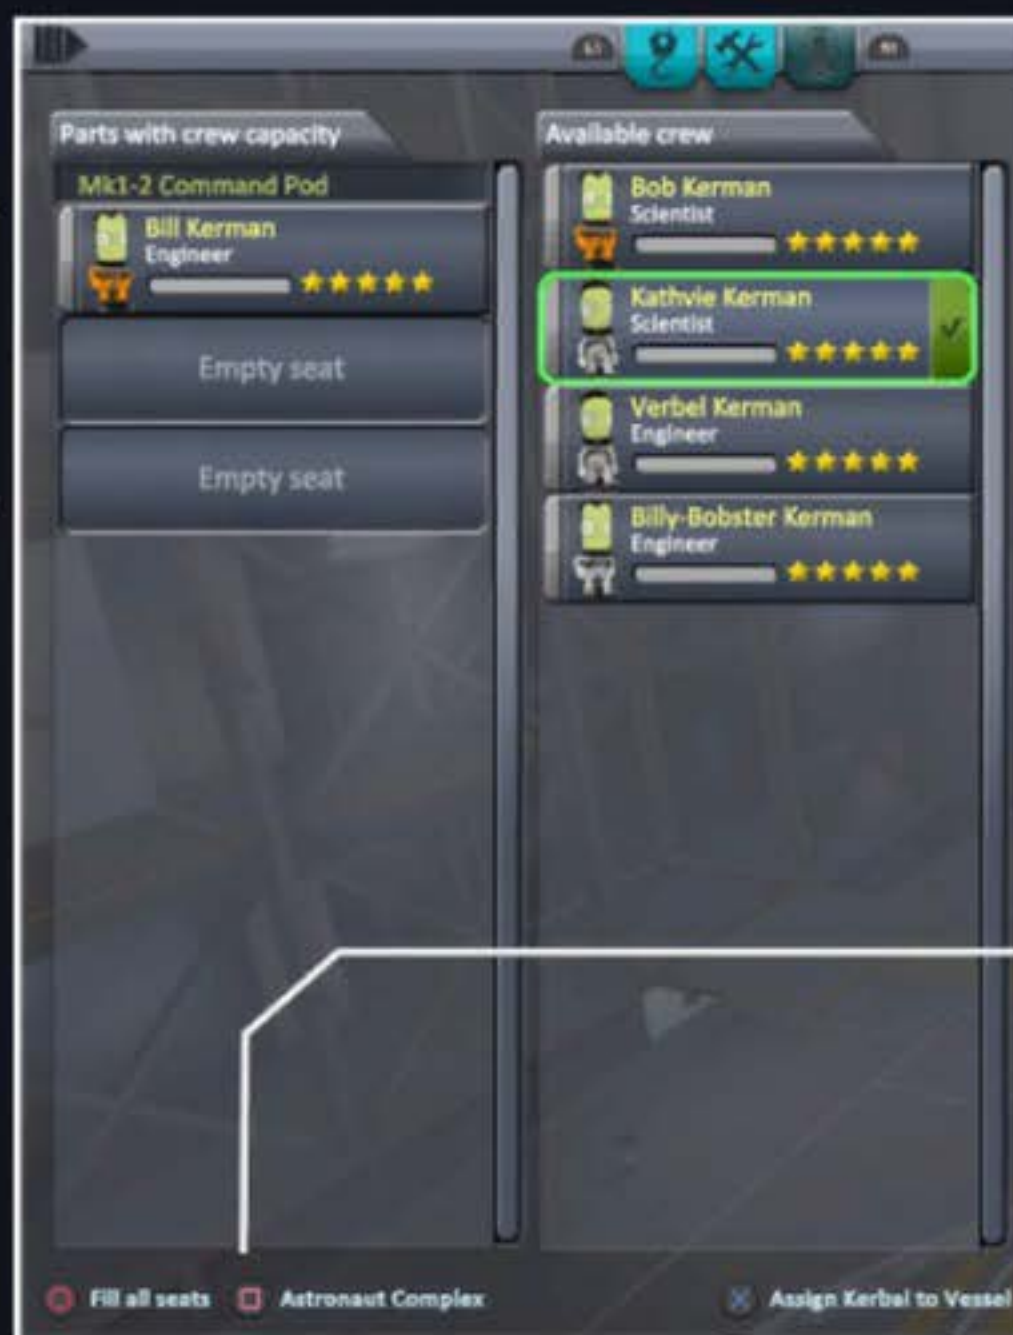 Parts with crew capacity
Mk1-2 Command Pod
Bill Kerman
Engineer
Empty seat
Empty seat
Available crew
Bob Kerman
Scientist
Kathvie Kerman
Scientist
Verbel Kerman
Engineer
Billy-Bobster Kerman
Engineer
Fill all seats
Astronaut Complex
Assign Kerbal to Vessel